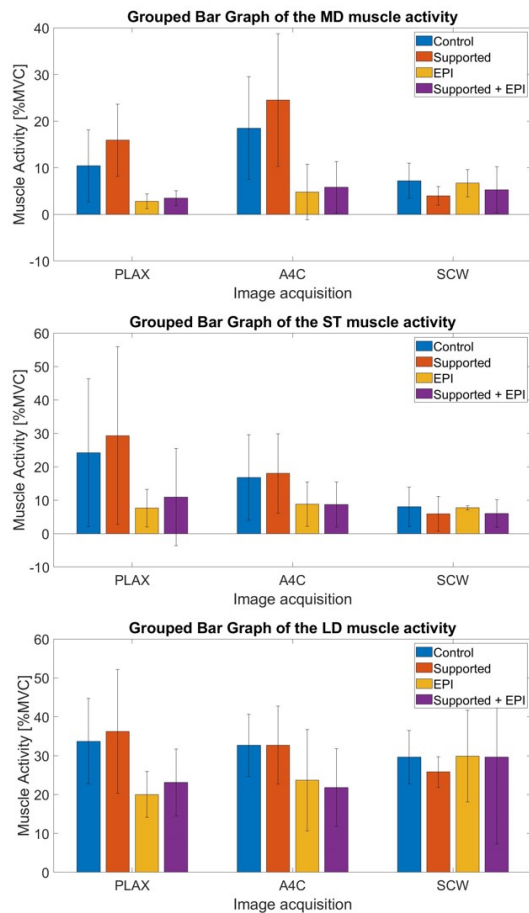 Grouped Bar Graph of the MD muscle activity
40
30
20
10
0
-10
Muscle Activity [%MVC]
Control
Supported
EPI
Supported + EPI
PLAX
A4C
SCW
Image acquisition
Grouped Bar Graph of the ST muscle activity
60
50
40
30
20
10
0
-10
Muscle Activity [%MVC]
Control
Supported
EPI
Supported + EPI
PLAX
A4C
SCW
Image acquisition
Grouped Bar Graph of the LD muscle activity
60
50
40
30
20
10
0
Muscle Activity [%MVC]
Control
Supported
EPI
Supported + EPI
PLAX
A4C
SCW
Image acquisition